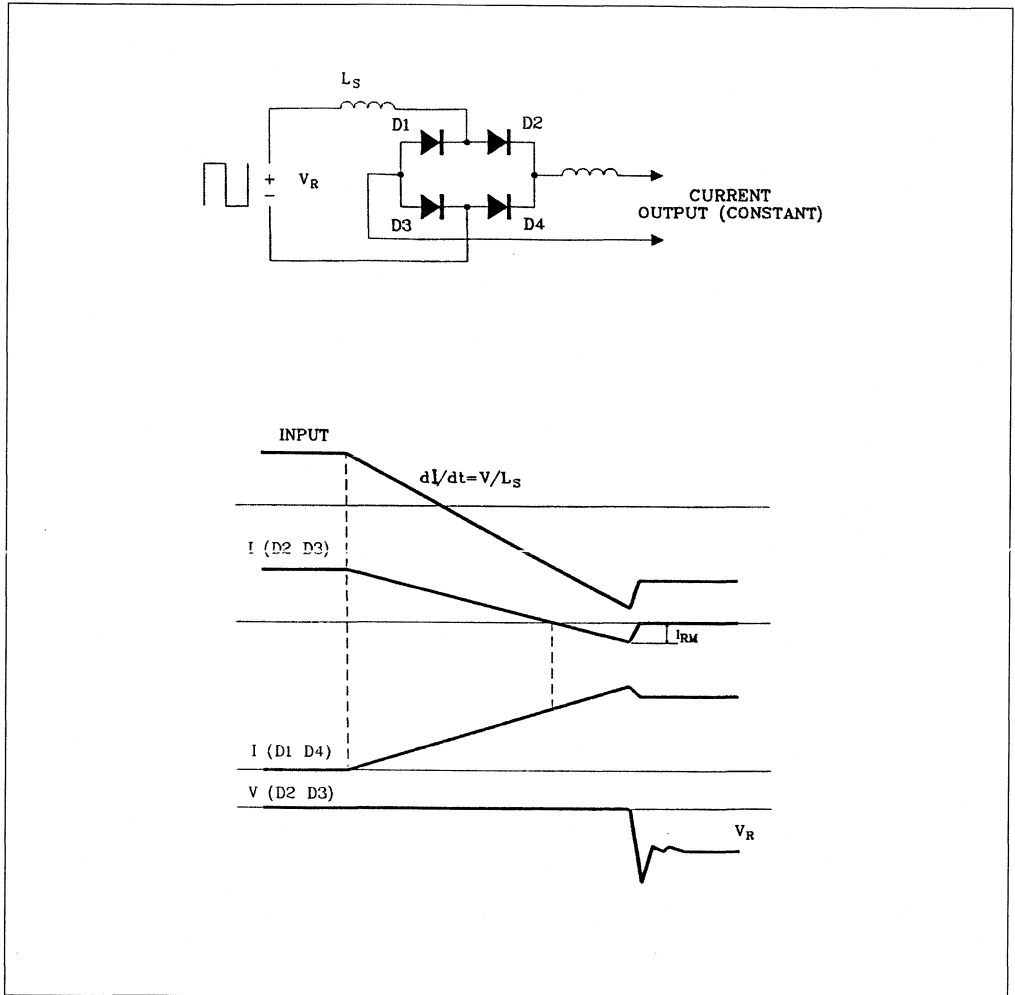 L_S
D1
D2
+
V_R
−
CURRENT
OUTPUT (CONSTANT)
D3
D4
INPUT
dI/dt=V/L_S
I (D2 D3)
I_RM
I (D1 D4)
V (D2 D3)
V_R